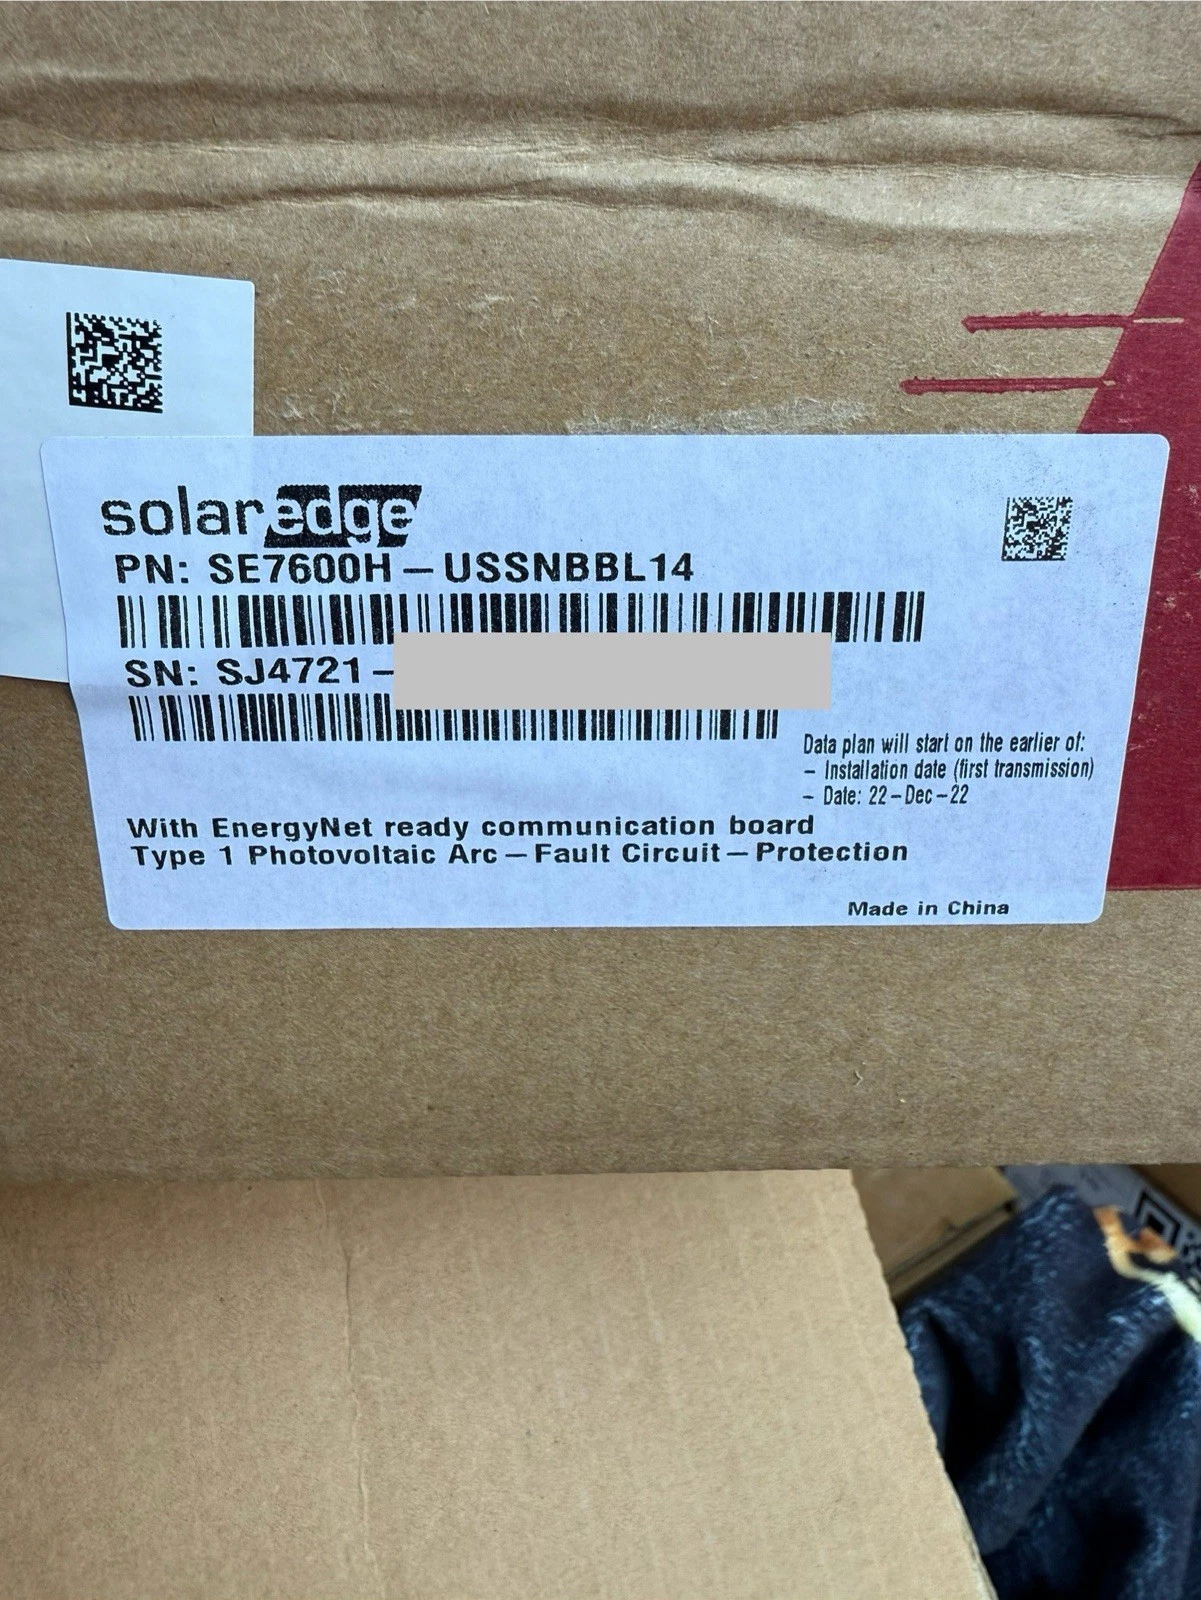 solaredge
PN: SE7600H-USSNBBL14
SN: SJ4721-
Data plan will start on the earlier of:
- Installation date (first transmission)
- Date: 22-Dec-22
With EnergyNet ready communication board
Type 1 Photovoltaic Arc-Fault Circuit-Protection
Made in China